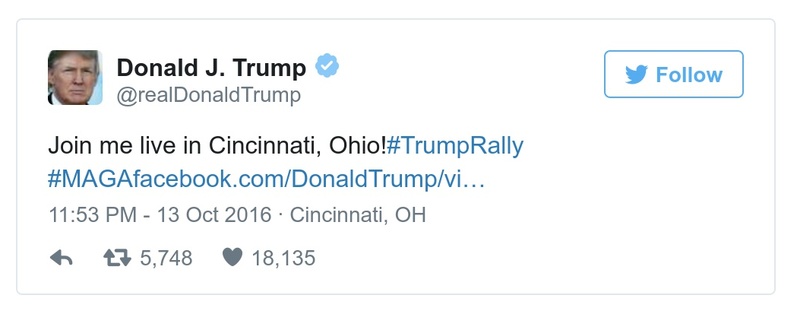 Donald J. Trump
@realDonaldTrump
Follow
Join me live in Cincinnati, Ohio!#TrumpRally
#MAGAfacebook.com/DonaldTrump/vi…
11:53 PM - 13 Oct 2016 · Cincinnati, OH
5,748 18,135